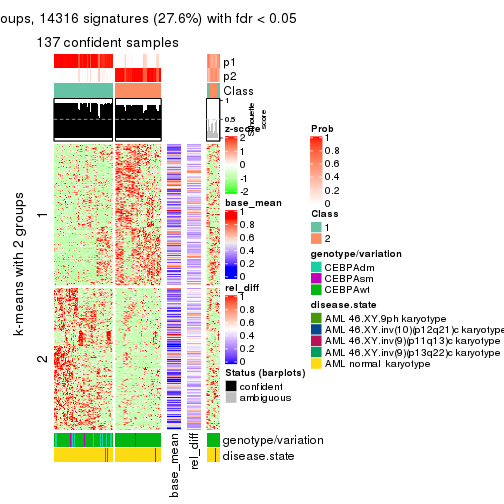 oups, 14316 signatures (27.6%) with fdr < 0.05
137 confident samples
p1
p2
Class
1
0.5
0
Silhouette
score
k-means with 2 groups
1
2
z-score
2
1
0
-1
-2
base_mean
1
0.8
0.6
0.4
0.2
0
rel_diff
1
0.8
0.6
0.4
0.2
0
Status (barplots)
confident
ambiguous
Prob
1
0.8
0.6
0.4
0.2
0
Class
1
2
genotype/variation
CEBPAdm
CEBPAsm
CEBPAwt
disease.state
AML 46.XY.9ph karyotype
AML 46.XY.inv(10)(p12q21)c karyotype
AML 46.XY.inv(9)(p11q13)c karyotype
AML 46.XY.inv(9)(p13q22)c karyotype
AML normal karyotype
genotype/variation
disease.state
base_mean
rel_diff